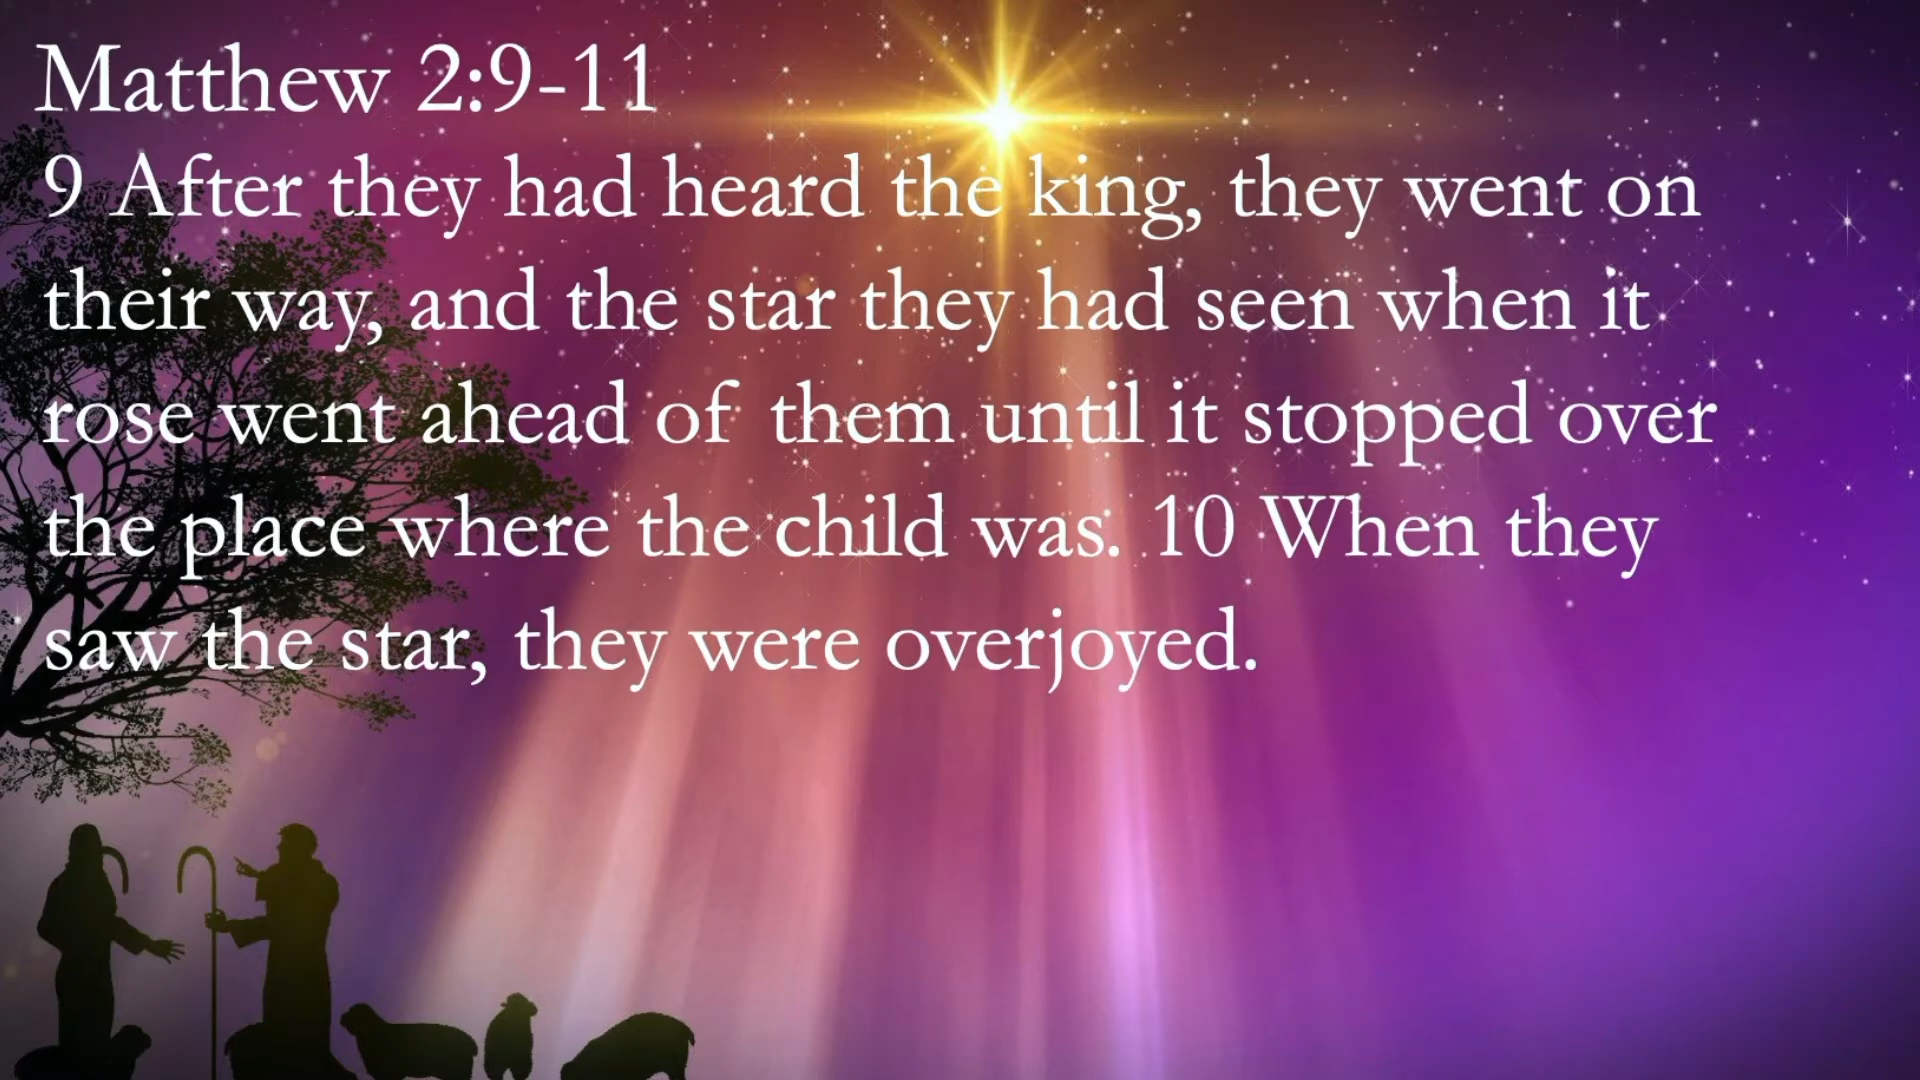 Matthew 2:9-11
9 After they had heard the king, they went on
their way, and the star they had seen when it
rose went ahead of them until it stopped over
the place where the child was. 10 When they
saw the star, they were overjoyed.